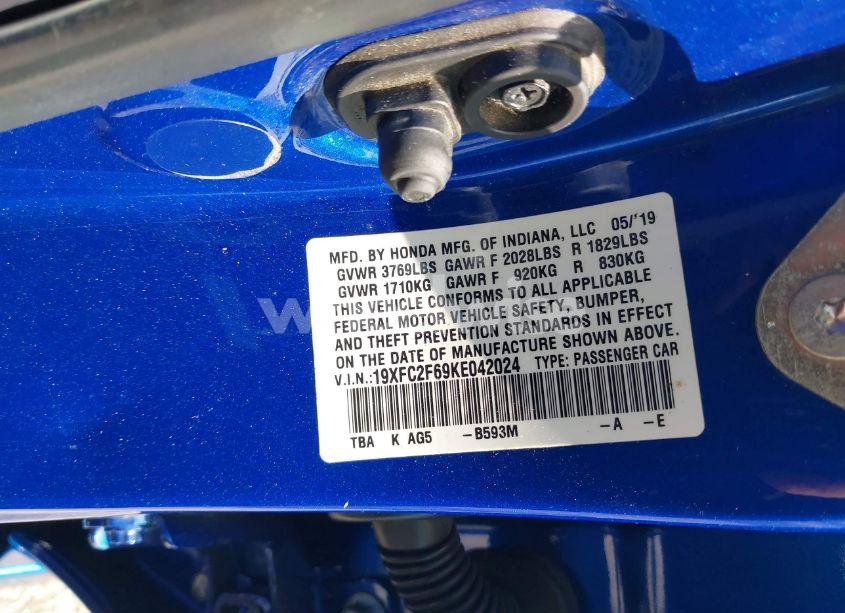 MFD. BY HONDA MFG. OF INDIANA, LLC 05/'19
GVWR 3769LBS GAWR F 2028LBS R 1829LBS
GVWR 1710KG GAWR F 920KG R 830KG
THIS VEHICLE CONFORMS TO ALL APPLICABLE
FEDERAL MOTOR VEHICLE SAFETY, BUMPER,
AND THEFT PREVENTION STANDARDS IN EFFECT
ON THE DATE OF MANUFACTURE SHOWN ABOVE.
V.I.N.:19XFC2F69KE042024 TYPE: PASSENGER CAR
TBA K AG5 -B593M -A -E